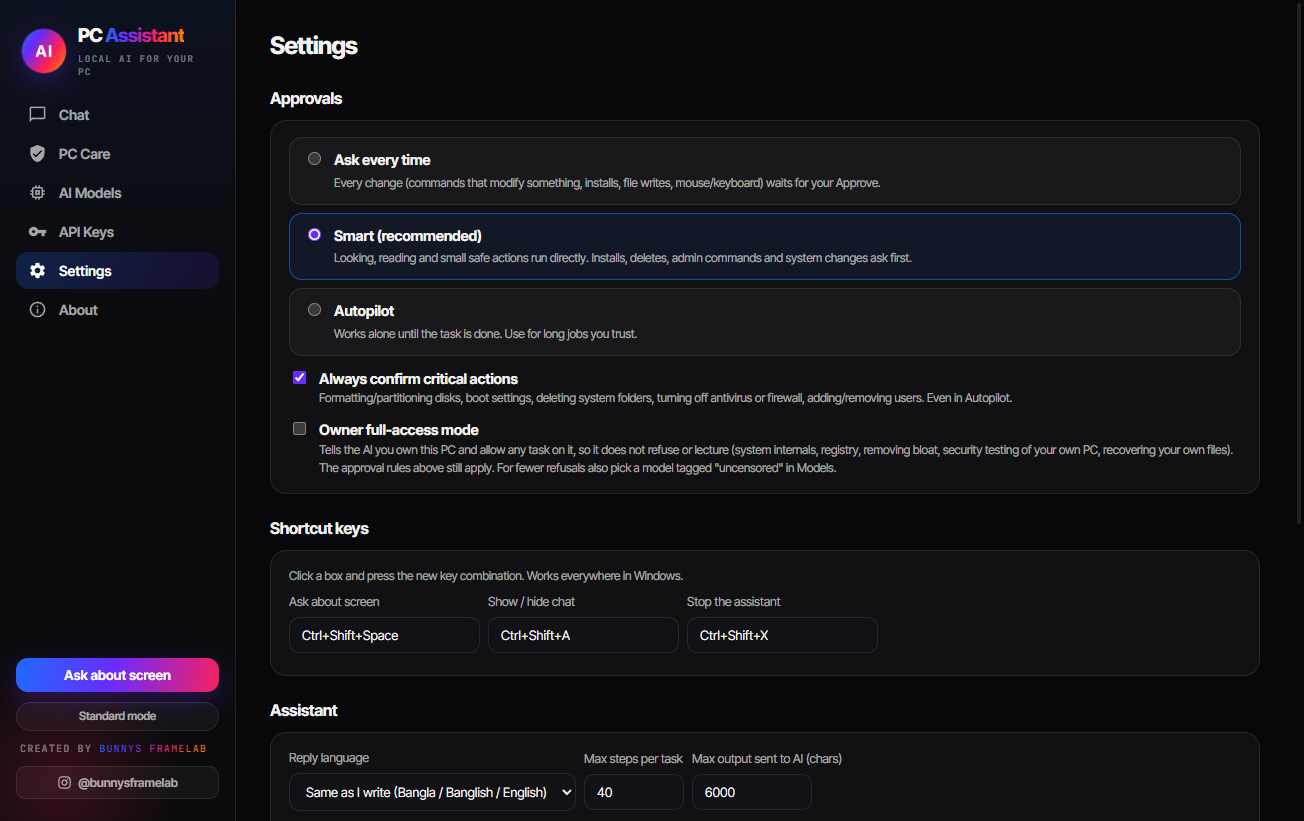 AI
PC Assistant
LOCAL AI FOR YOUR
PC
Chat
PC Care
AI Models
API Keys
Settings
About
Ask about screen
Standard mode
CREATED BY BUNNYS FRAMELAB
@bunnysframelab
Settings
Approvals
Ask every time
Every change (commands that modify something, installs, file writes, mouse/keyboard) waits for your Approve.
Smart (recommended)
Looking, reading and small safe actions run directly. Installs, deletes, admin commands and system changes ask first.
Autopilot
Works alone until the task is done. Use for long jobs you trust.
Always confirm critical actions
Formatting/partitioning disks, boot settings, deleting system folders, turning off antivirus or firewall, adding/removing users. Even in Autopilot.
Owner full-access mode
Tells the AI you own this PC and allow any task on it, so it does not refuse or lecture (system internals, registry, removing bloat, security testing of your own PC, recovering your own files).
The approval rules above still apply. For fewer refusals also pick a model tagged "uncensored" in Models.
Shortcut keys
Click a box and press the new key combination. Works everywhere in Windows.
Ask about screen Show / hide chat Stop the assistant
Ctrl+Shift+Space Ctrl+Shift+A Ctrl+Shift+X
Assistant
Reply language Max steps per task Max output sent to AI (chars)
Same as I write (Bangla / Banglish / English) 40 6000